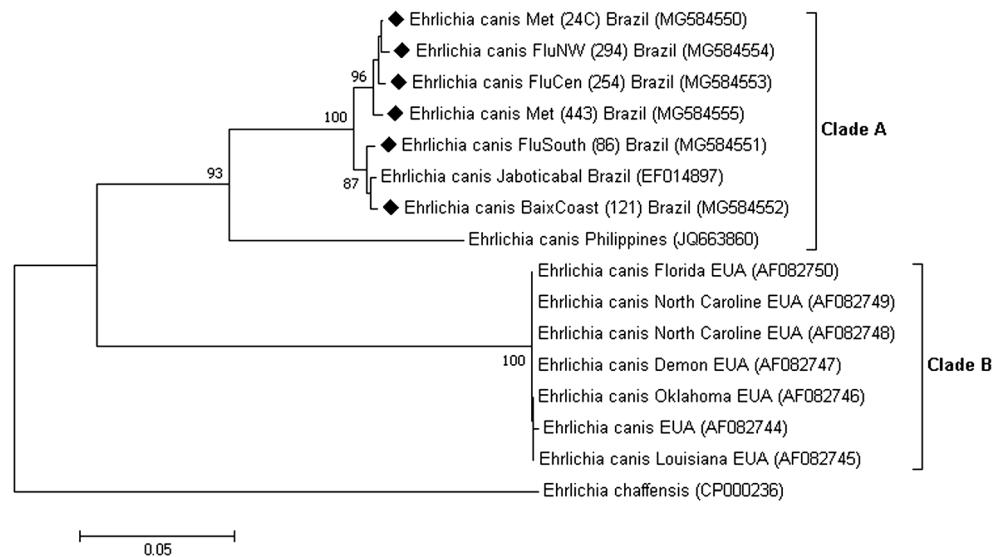 Ehrlichia canis Met (24C) Brazil (MG584550)
Ehrlichia canis FluNW (294) Brazil (MG584554)
96
Ehrlichia canis FluCen (254) Brazil (MG584553)
Ehrlichia canis Met (443) Brazil (MG584555)
100
Clade A
Ehrlichia canis FluSouth (86) Brazil (MG584551)
93
Ehrlichia canis Jaboticabal Brazil (EF014897)
87
Ehrlichia canis BaixCoast (121) Brazil (MG584552)
Ehrlichia canis Philippines (JQ663860)
Ehrlichia canis Florida EUA (AF082750)
Ehrlichia canis North Caroline EUA (AF082749)
Ehrlichia canis North Caroline EUA (AF082748)
100
Ehrlichia canis Demon EUA (AF082747)
Clade B
Ehrlichia canis Oklahoma EUA (AF082746)
Ehrlichia canis EUA (AF082744)
Ehrlichia canis Louisiana EUA (AF082745)
Ehrlichia chaffensis (CP000236)
0.05